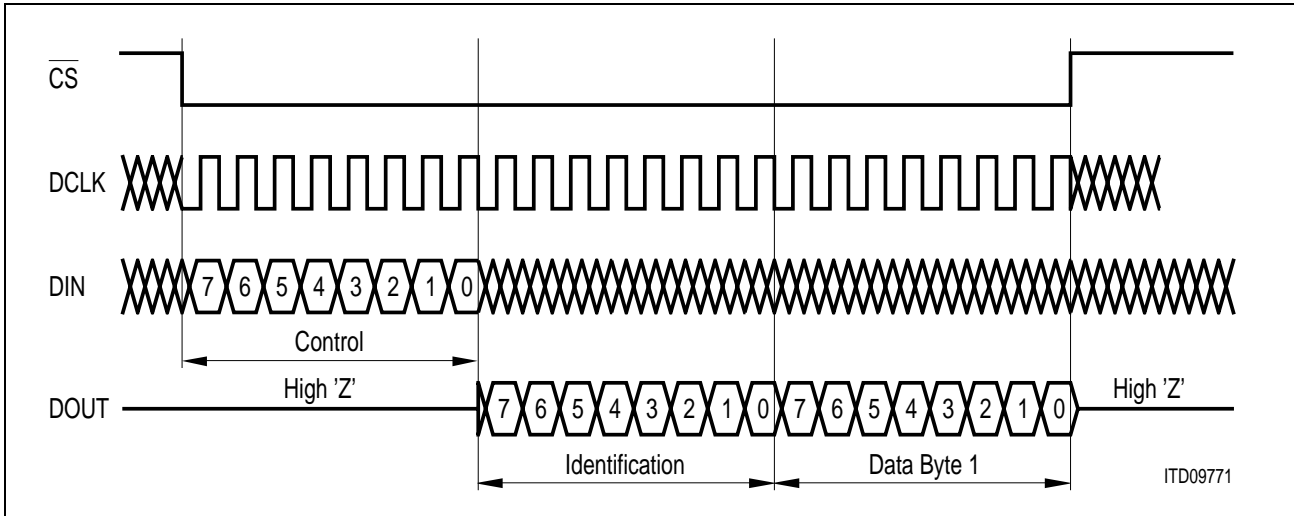 CS
DCLK
DIN 7 6 5 4 3 2 1 0
Control
High 'Z' High 'Z'
DOUT 7 6 5 4 3 2 1 0 7 6 5 4 3 2 1 0
Identification Data Byte 1
ITD09771